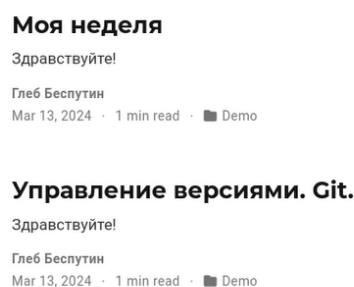 Моя неделя
Здравствуйте!
Глеб Беспутин
Mar 13, 2024 · 1 min read · Demo
Управление версиями. Git.
Здравствуйте!
Глеб Беспутин
Mar 13, 2024 · 1 min read · Demo